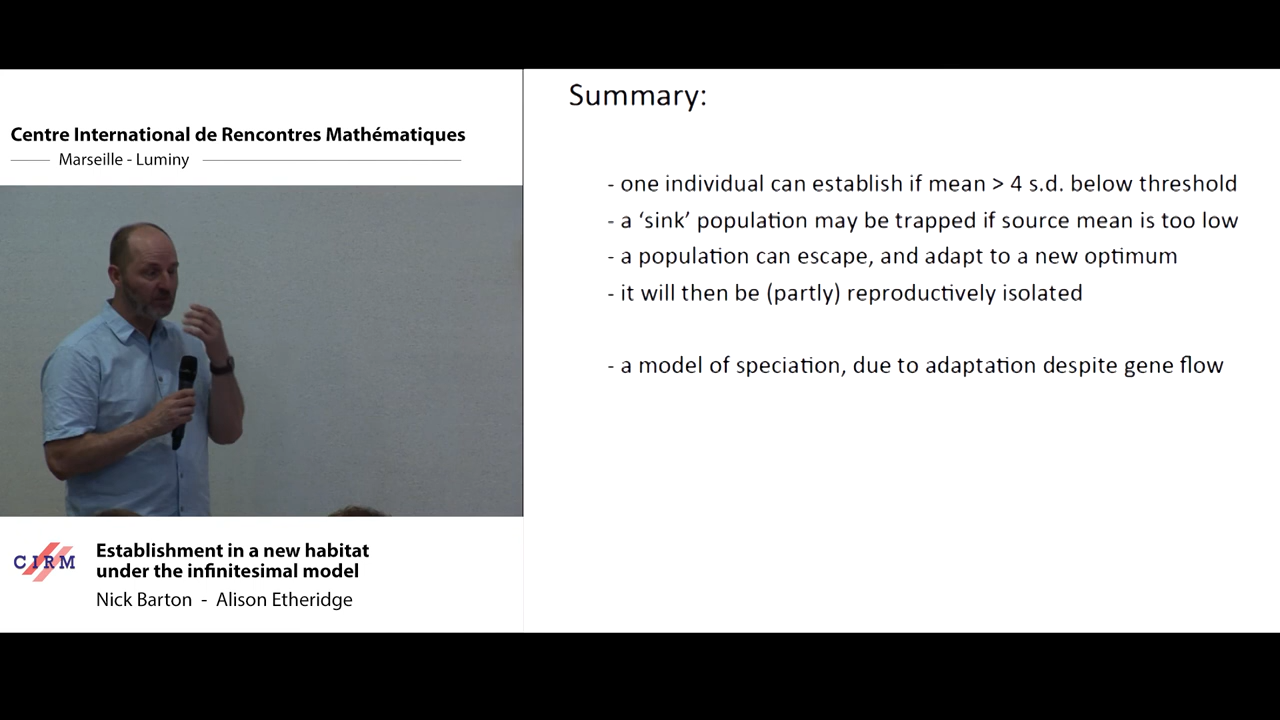 Centre International de Rencontres Mathématiques
Marseille - Luminy
CIRM
Establishment in a new habitat
under the infinitesimal model
Nick Barton - Alison Etheridge
Summary:
- one individual can establish if mean > 4 s.d. below threshold
- a ‘sink’ population may be trapped if source mean is too low
- a population can escape, and adapt to a new optimum
- it will then be (partly) reproductively isolated
- a model of speciation, due to adaptation despite gene flow